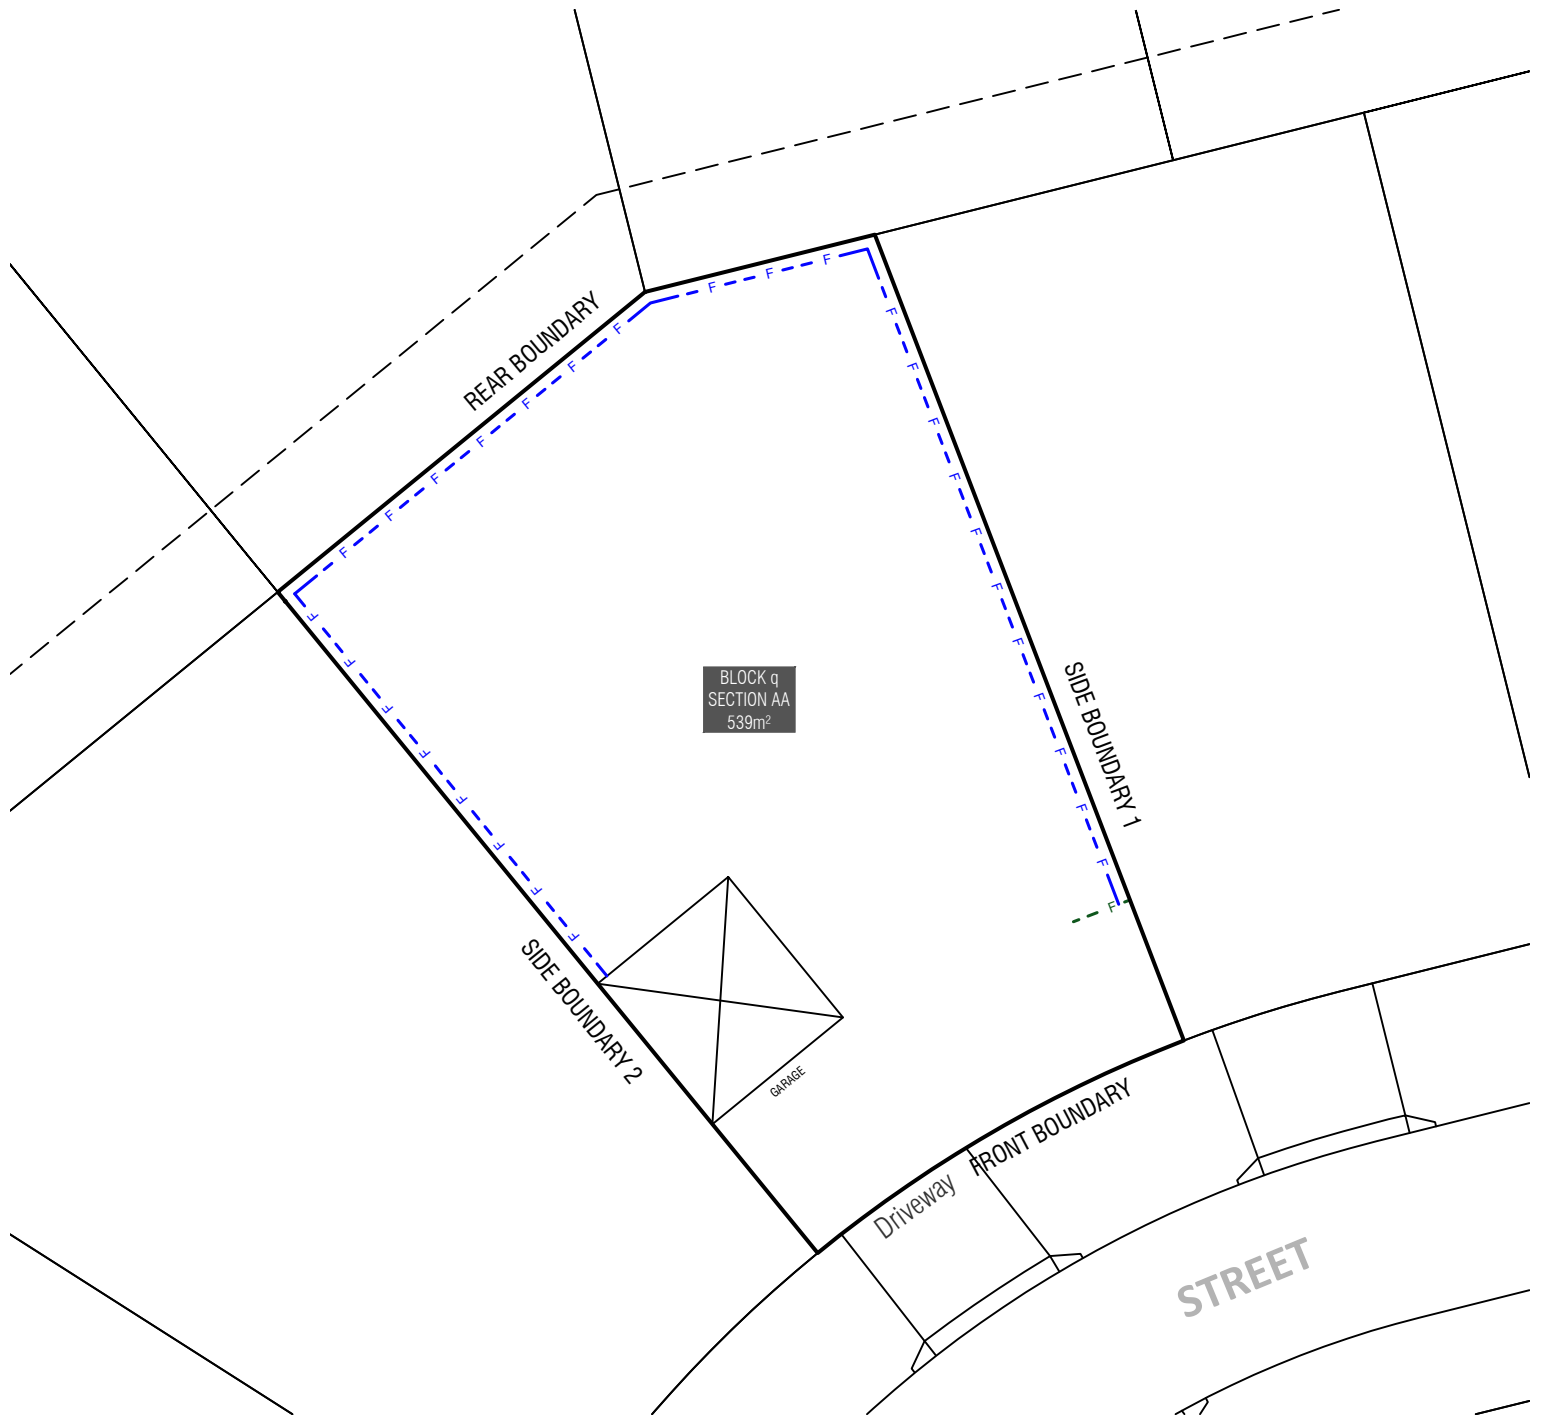 REAR BOUNDARY
F F F
F F F F F F F
F F F F F F F F F F F
BLOCK q
SECTION AA
539m²
SIDE BOUNDARY 1
F F F F F F F F
F
SIDE BOUNDARY 2
GARAGE
FRONT BOUNDARY
Driveway
STREET